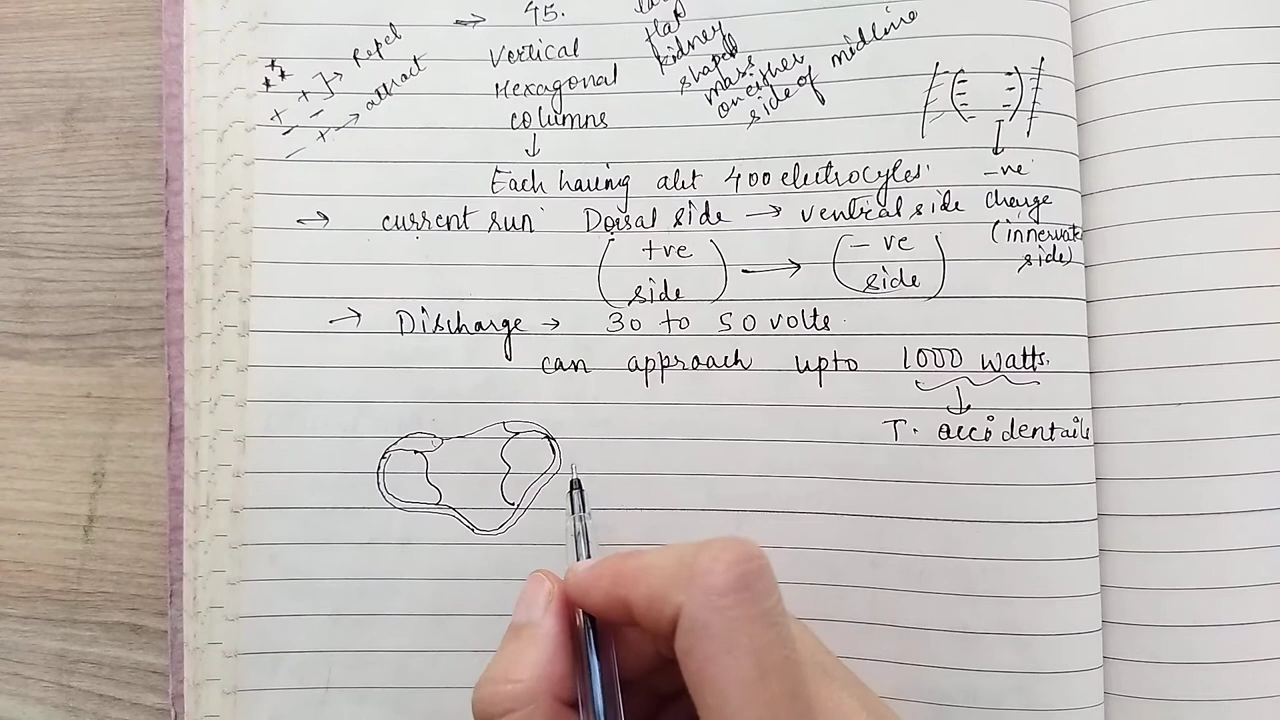 ⇒ 45.
Vertical
Hexagonal
columns
↓
flat
kidney
shaped
mass
on either
side of midline
+ + ]→ Repel
- -
- + → attract
Each having abt 400 electrocytes.
-ve
charge
(innervate
side)
→ current run Dorsal side → ventral side
(+ve side) → (-ve side)
→ Discharge → 30 to 50 volts.
can approach upto 1000 watts.
↓
T. accidentails